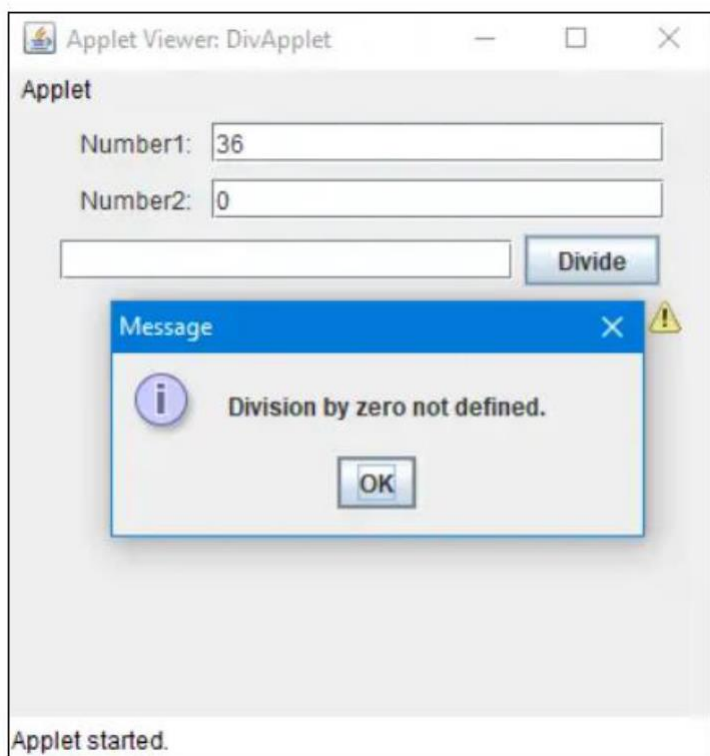 Applet Viewer: DivApplet
Applet
Number1: 36
Number2: 0
Divide
Message
i Division by zero not defined.
OK
Applet started.